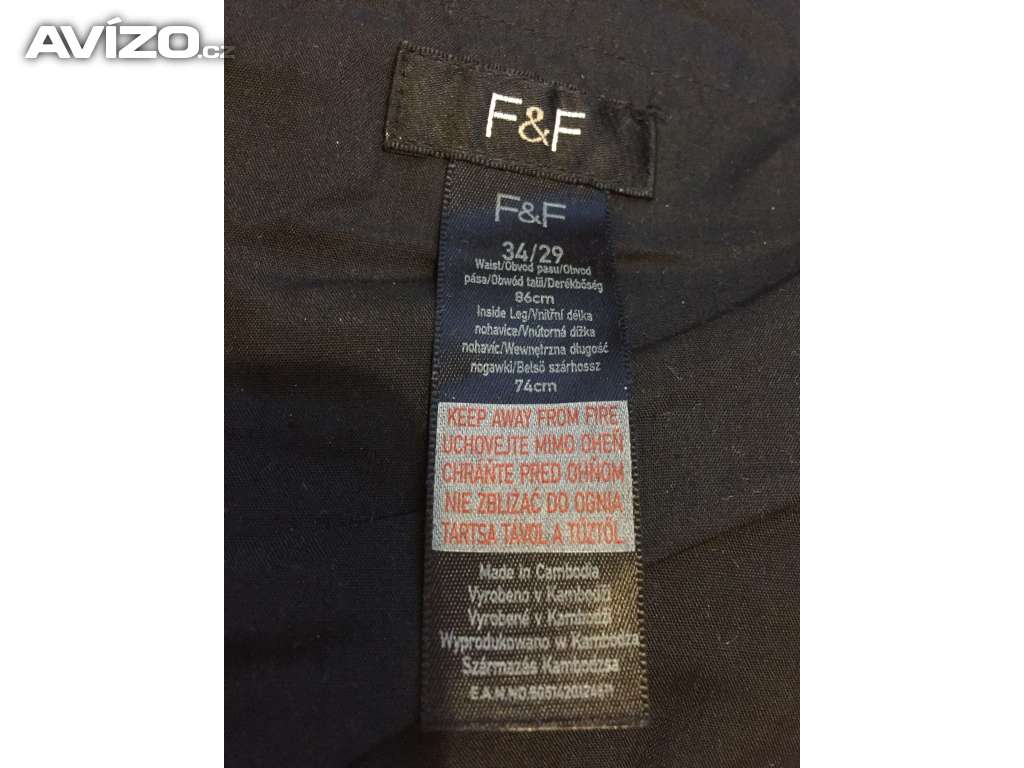 AVÍZO.cz
F&F
F&F
34/29
Waist/Obvod pasu/Obvod
pása/Obwód talii/Derékbőség
86cm
Inside Leg/Vnitřní délka
nohavice/Vnútorná dĺžka
nohavíc/Wewnętrzna długość
nogawki/Belső szárhossz
74cm
KEEP AWAY FROM FIRE
UCHOVEJTE MIMO OHEŇ
CHRÁŇTE PRED OHŇOM
NIE ZBLIŻAĆ DO OGNIA
TARTSA TÁVOL A TŰZTŐL
Made in Cambodia
Vyrobeno v Kambodži
Vyrobené v Kambodži
Wyprodukowano w Kambodża
Származás Kambodzsa
E.A.N.NO.